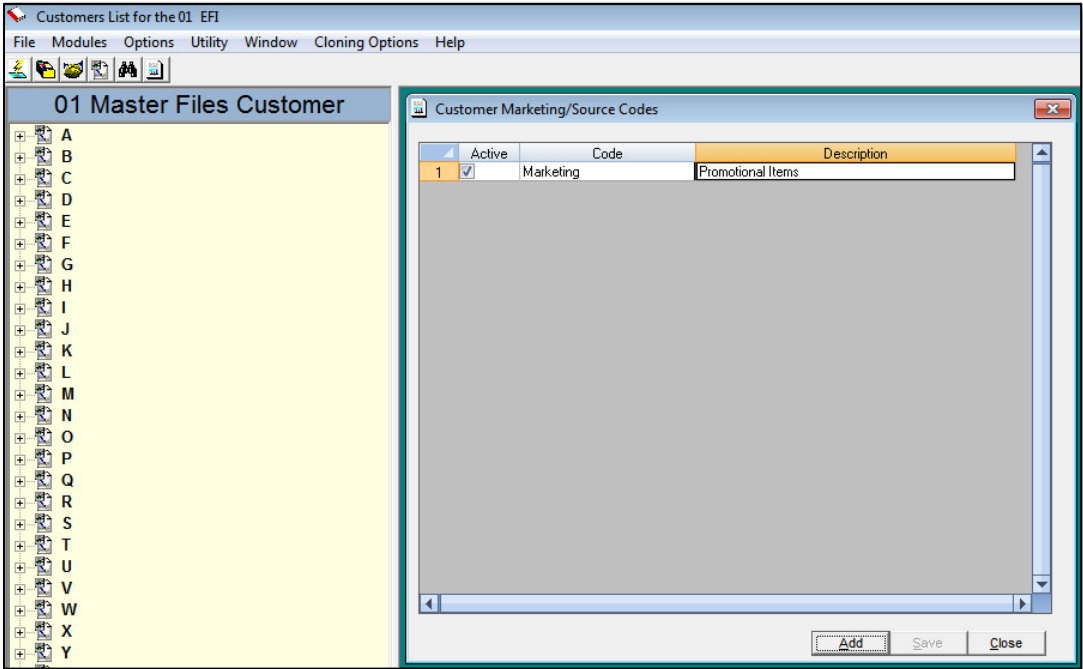 Customers List for the 01 EFI
File Modules Options Utility Window Cloning Options Help
01 Master Files Customer
A
B
C
D
E
F
G
H
I
J
K
L
M
N
O
P
Q
R
S
T
U
V
W
X
Y
Customer Marketing/Source Codes
Active Code Description
1 Marketing Promotional Items
Add Save Close